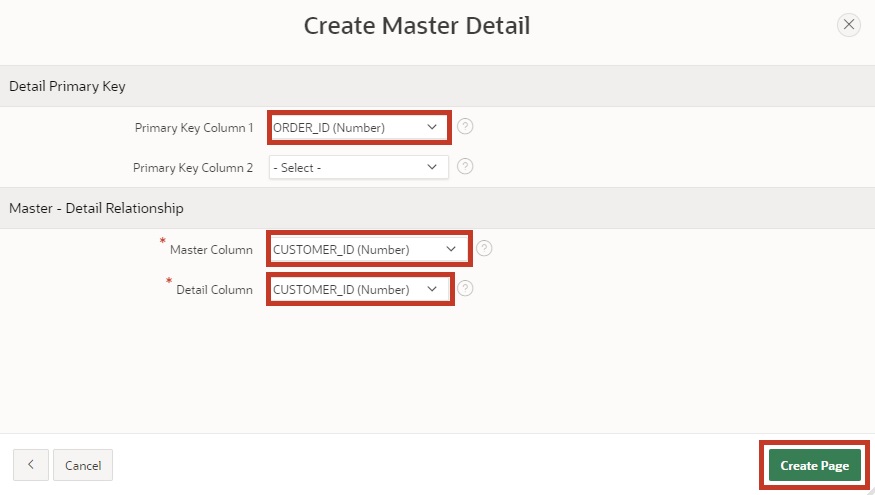 Create Master Detail
Detail Primary Key
Primary Key Column 1 ORDER_ID (Number) ?
Primary Key Column 2 - Select - ?
Master - Detail Relationship
* Master Column CUSTOMER_ID (Number) ?
* Detail Column CUSTOMER_ID (Number) ?
Cancel Create Page